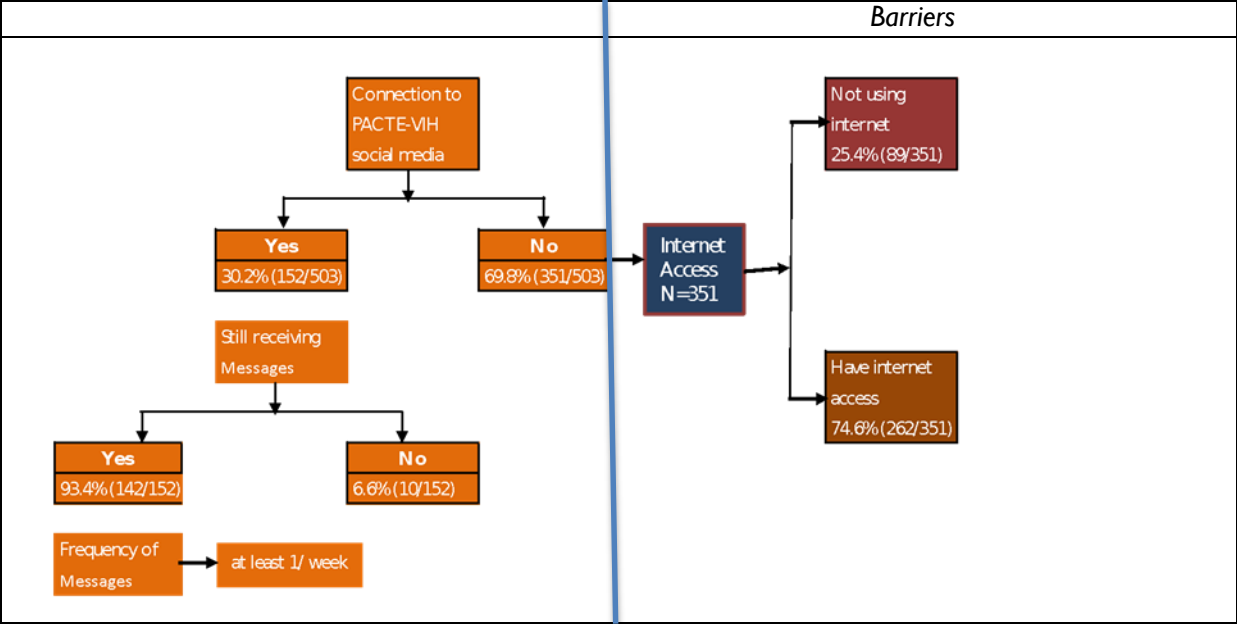 Barriers
Connection to
PACTE-VIH
social media
Yes
30.2% (152/503)
No
69.8% (351/503)
Still receiving
Messages
Yes
93.4% (142/152)
No
6.6% (10/152)
Frequency of
Messages
at least 1/ week
Internet
Access
N=351
Not using
internet
25.4% (89/351)
Have internet
access
74.6% (262/351)